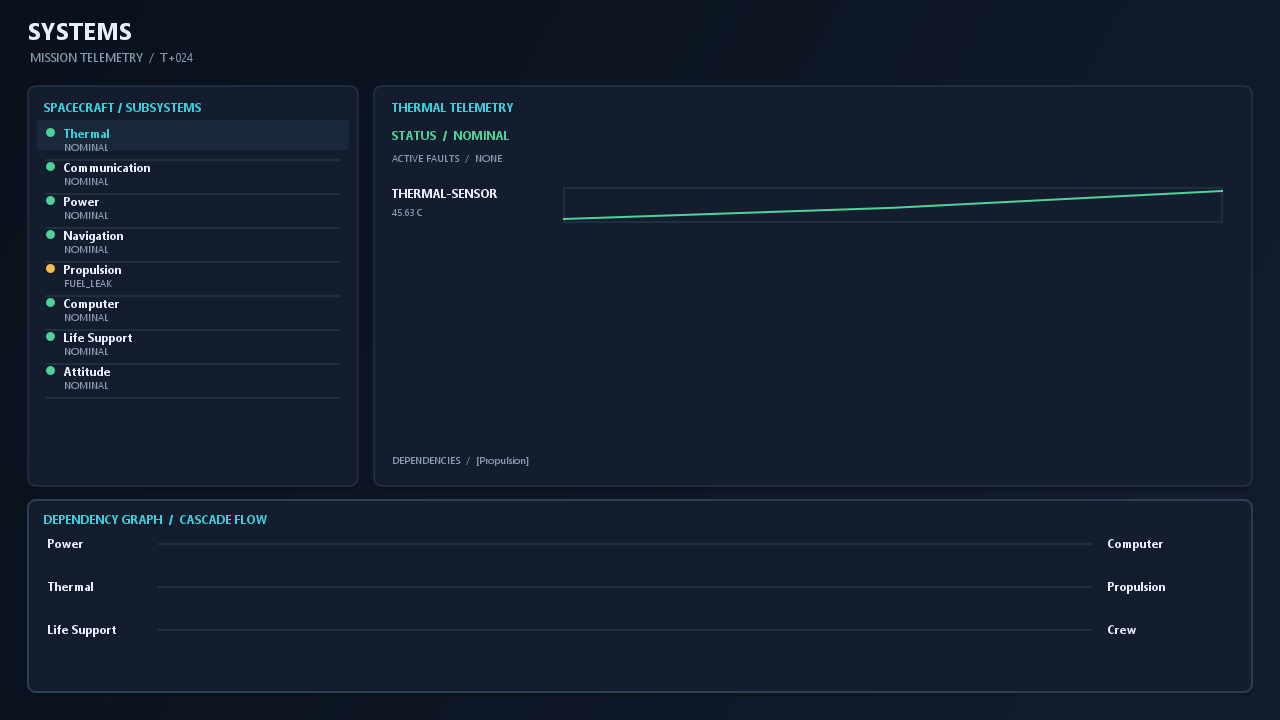 SYSTEMS
MISSION TELEMETRY / T+024
SPACECRAFT / SUBSYSTEMS
Thermal
NOMINAL
Communication
NOMINAL
Power
NOMINAL
Navigation
NOMINAL
Propulsion
FUEL_LEAK
Computer
NOMINAL
Life Support
NOMINAL
Attitude
NOMINAL
THERMAL TELEMETRY
STATUS / NOMINAL
ACTIVE FAULTS / NONE
THERMAL-SENSOR
45.63 C
DEPENDENCIES / [Propulsion]
DEPENDENCY GRAPH / CASCADE FLOW
Power Computer
Thermal Propulsion
Life Support Crew